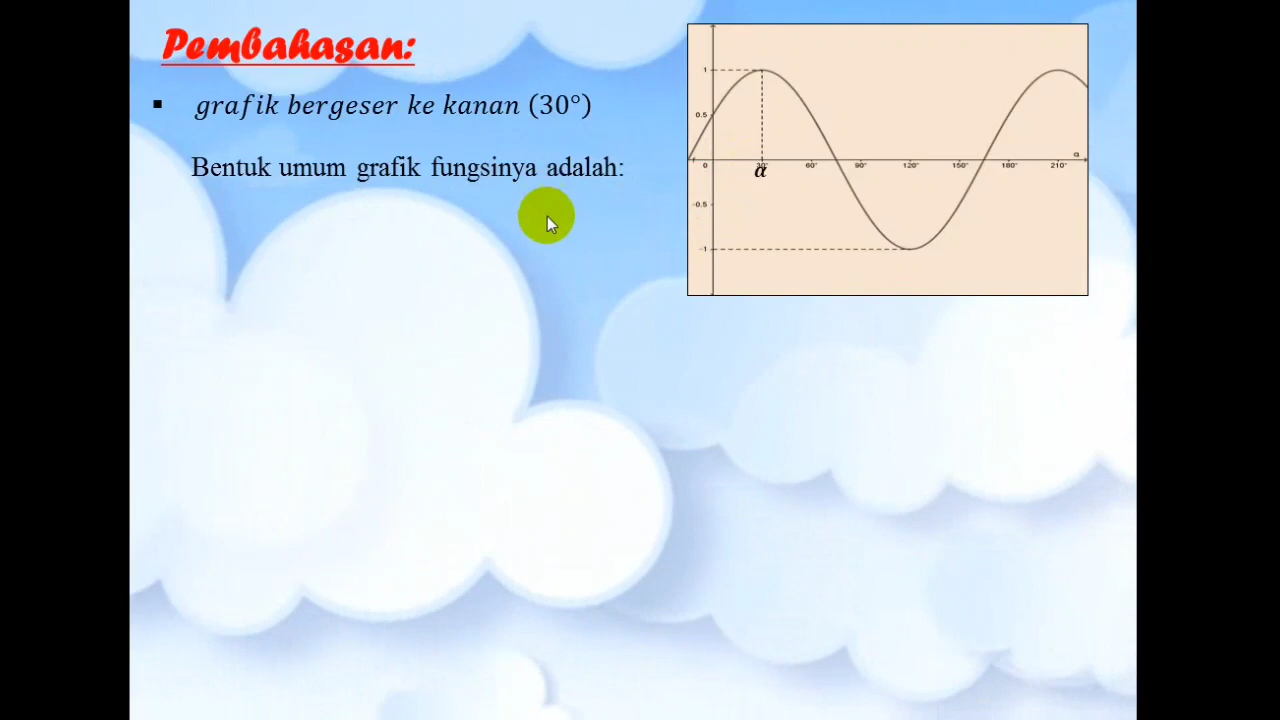 Pembahasan:
▪ grafik bergeser ke kanan (30°)
Bentuk umum grafik fungsinya adalah:
1
0.5
0 30° 60° 90° 120° 150° 180° 210° α
α
-0.5
-1